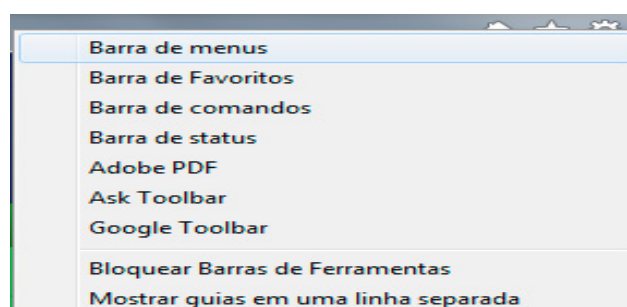 Barra de menus
Barra de Favoritos
Barra de comandos
Barra de status
Adobe PDF
Ask Toolbar
Google Toolbar
Bloquear Barras de Ferramentas
Mostrar guias em uma linha separada